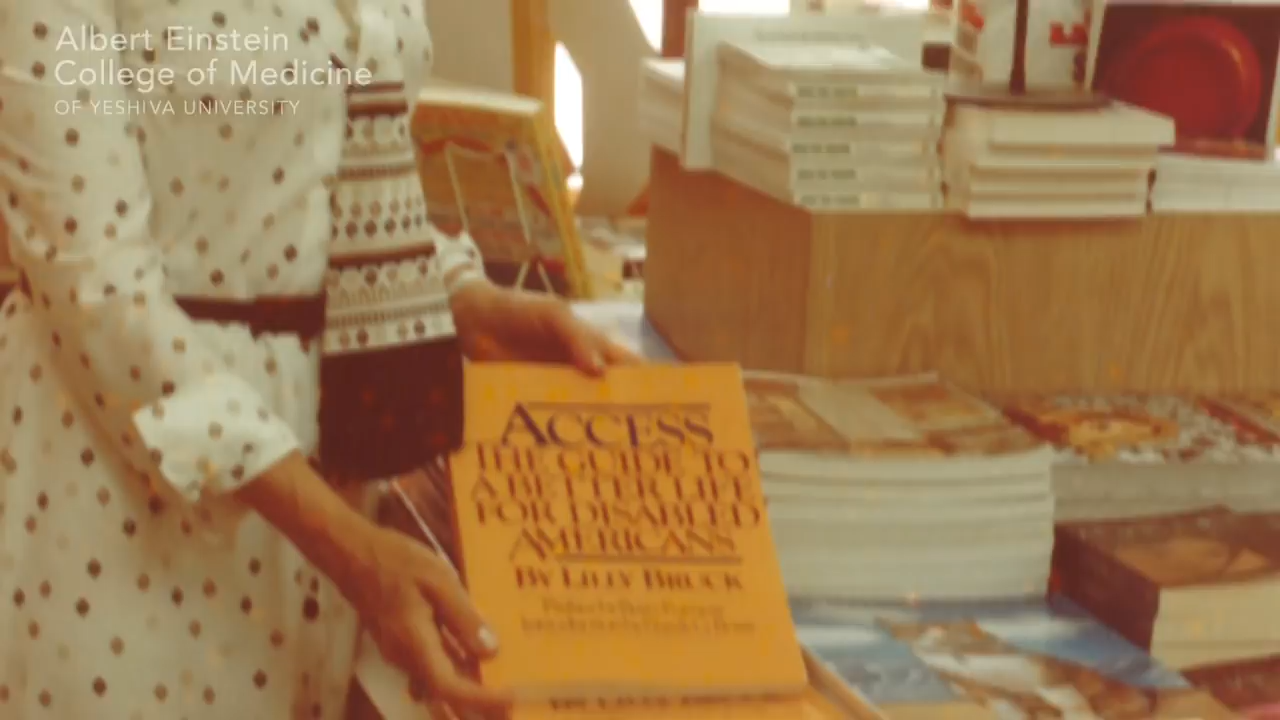 Albert Einstein
College of Medicine
OF YESHIVA UNIVERSITY
ACCESS
THE GUIDE TO
A BETTER LIFE
FOR DISABLED
AMERICANS
BY LILLY BRUCK